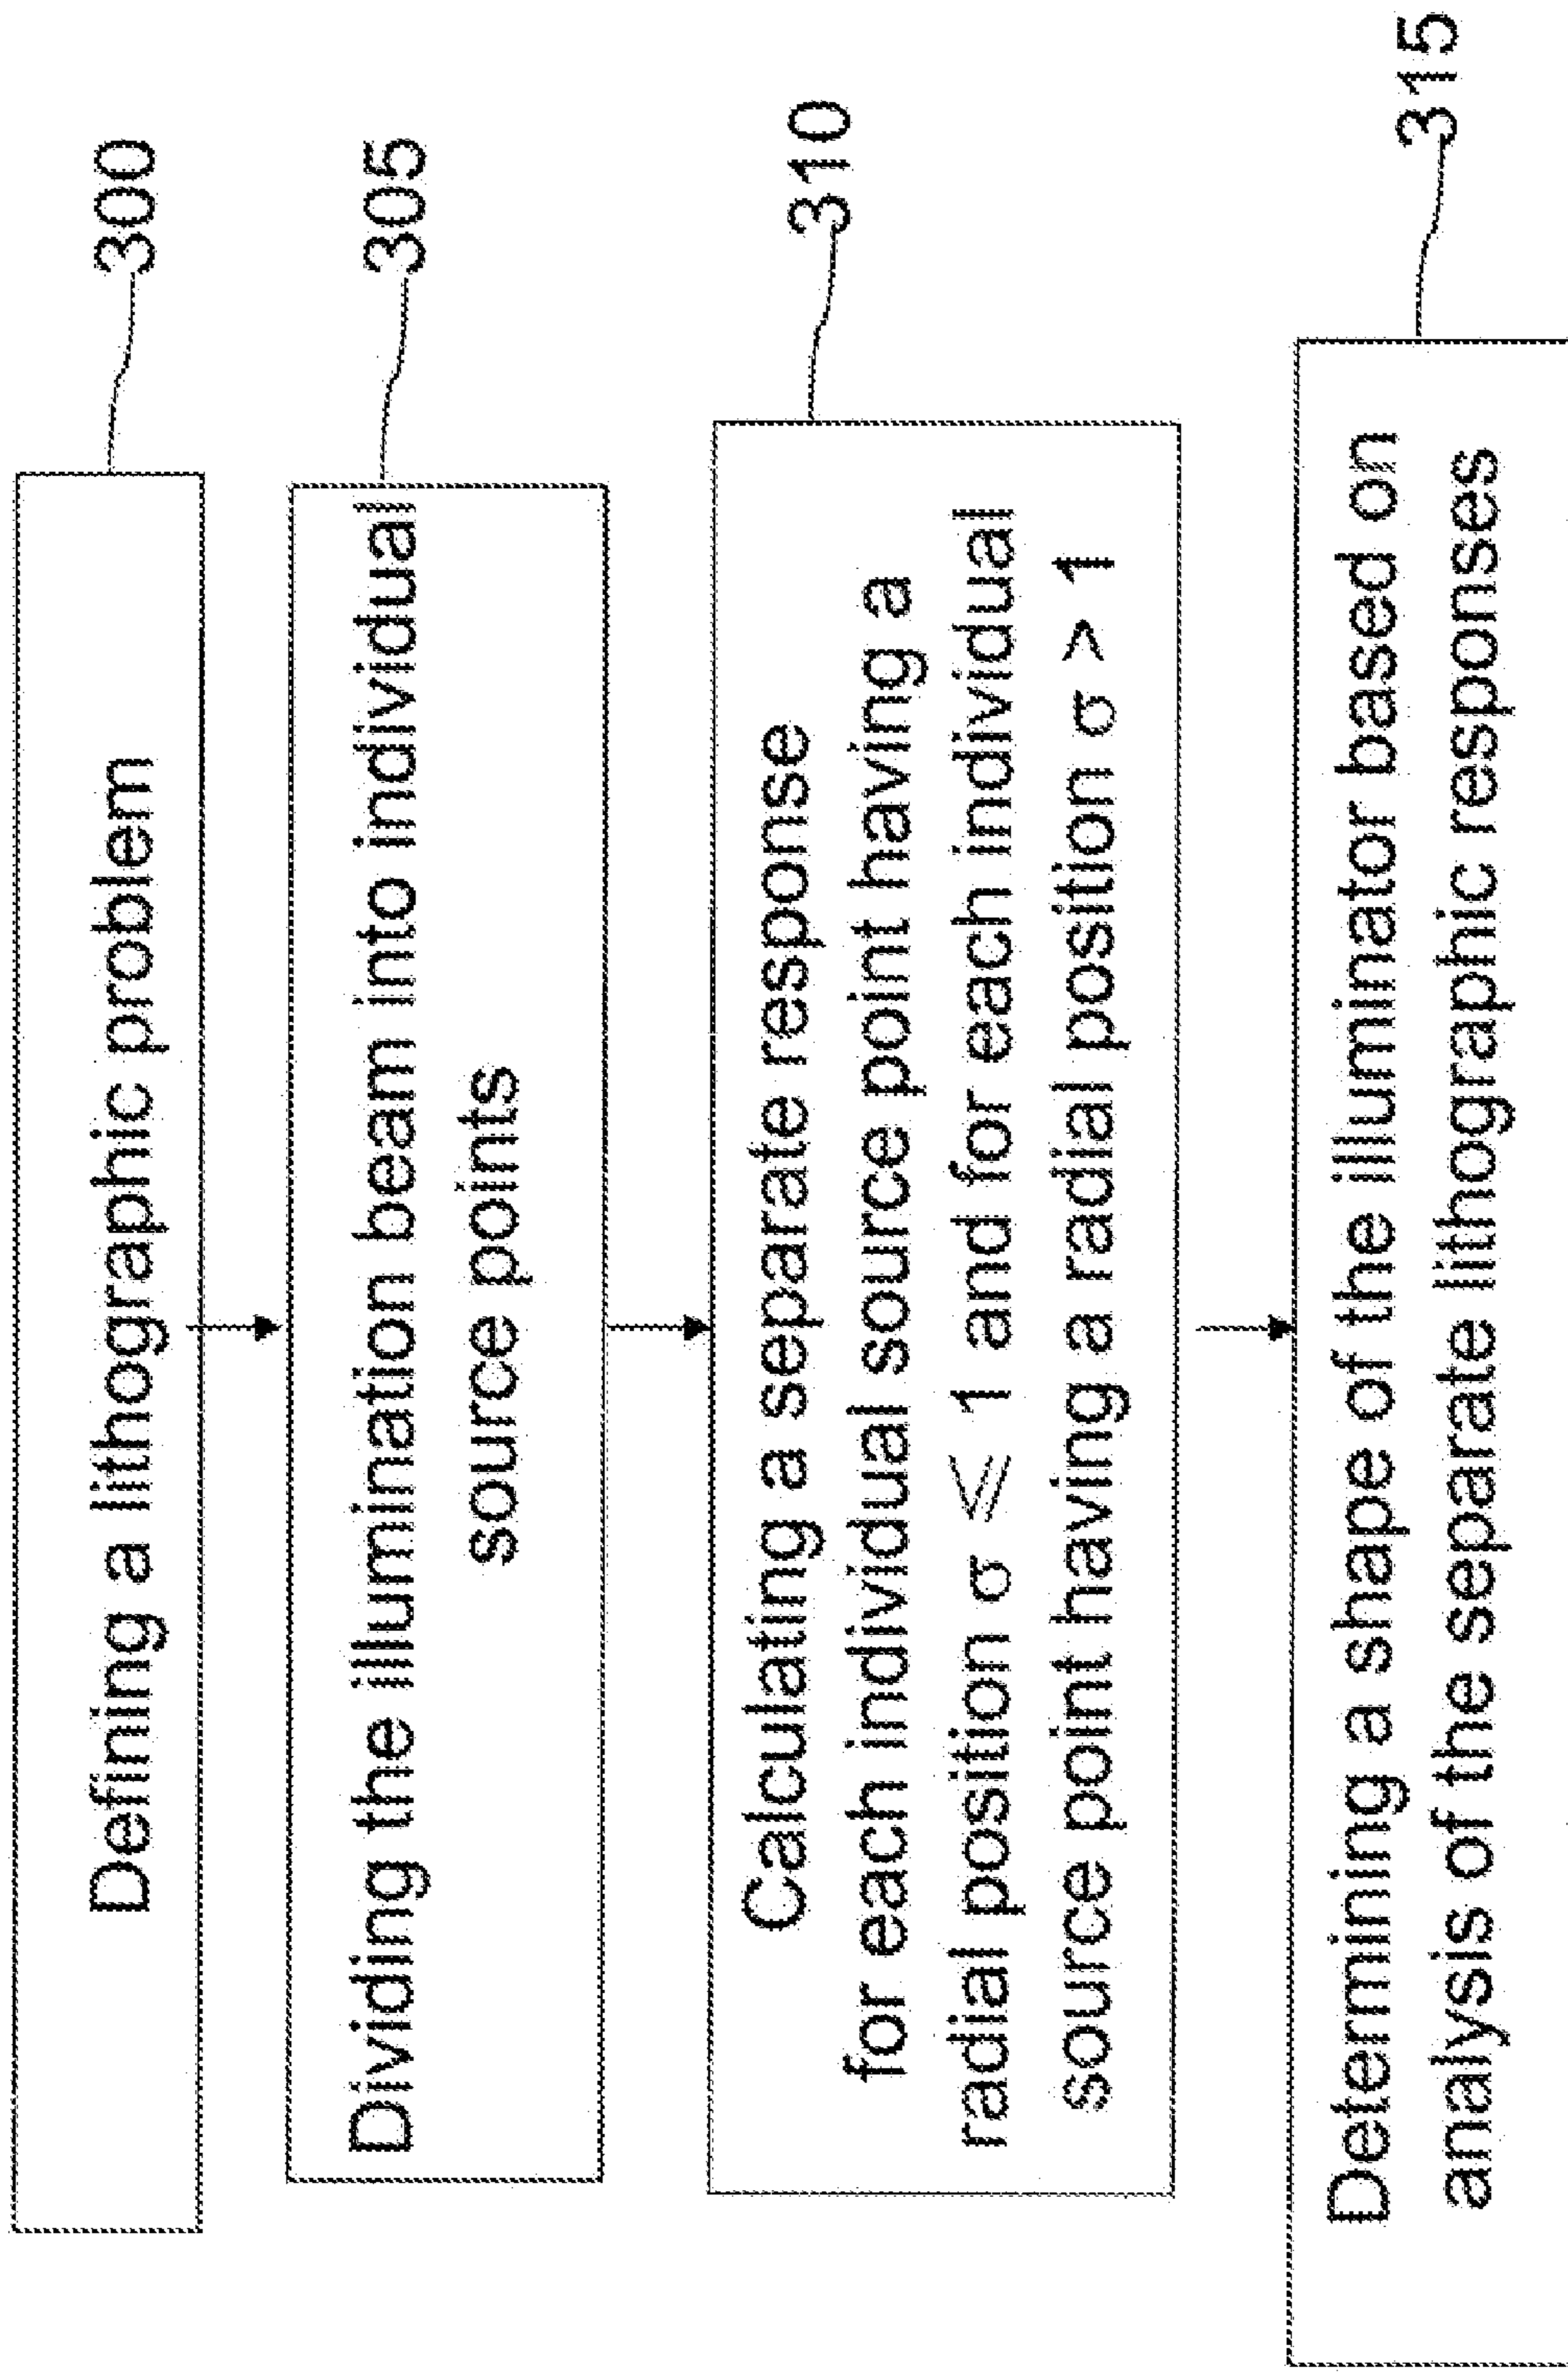 Defining a lithographic problem
300
Dividing the illumination beam into individual
source points
305
Calculating a separate response
for each individual source point having a
radial position σ ⩽ 1 and for each individual
source point having a radial position σ > 1
310
Determining a shape of the illuminator based on
analysis of the separate lithographic responses
315